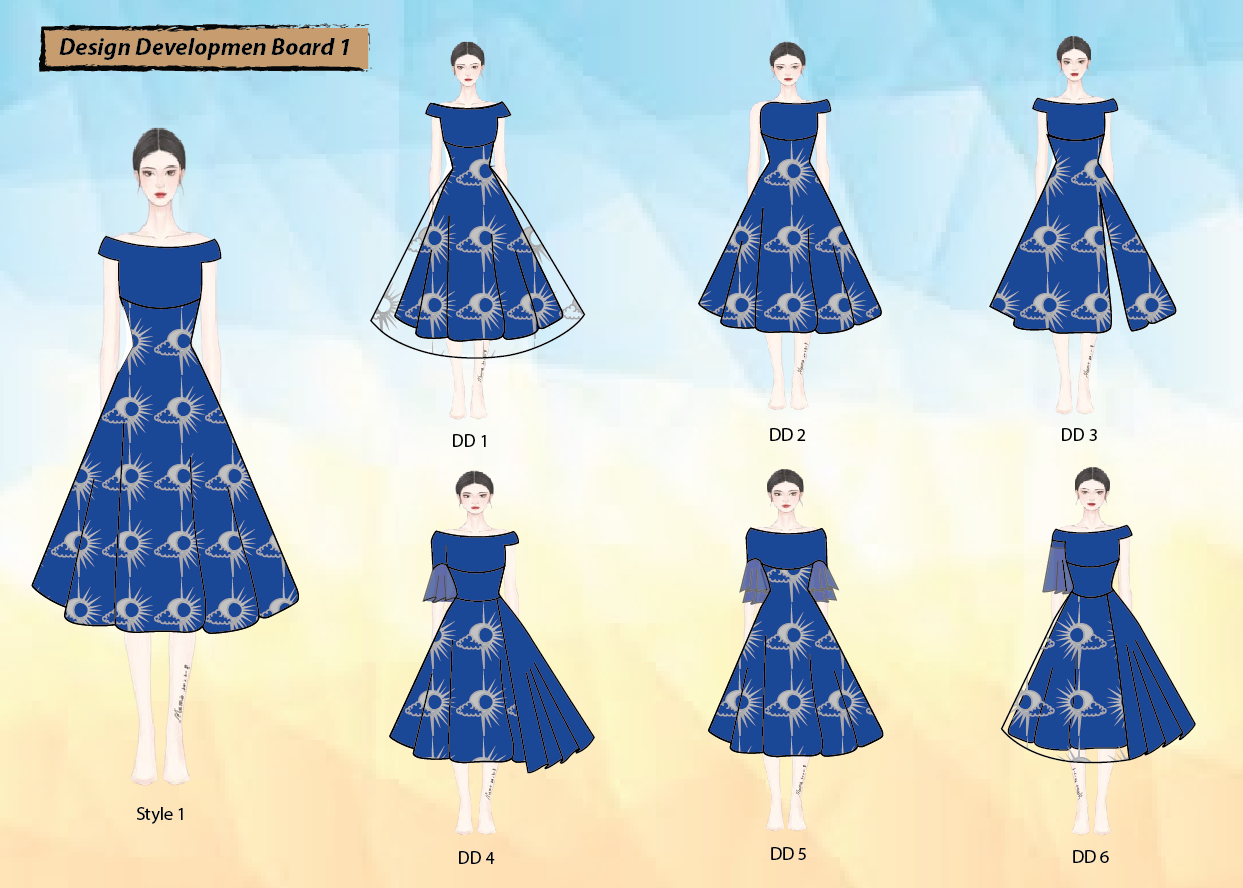 Design Developmen Board 1
DD 1
DD 2
DD 3
Style 1
DD 4
DD 5
DD 6